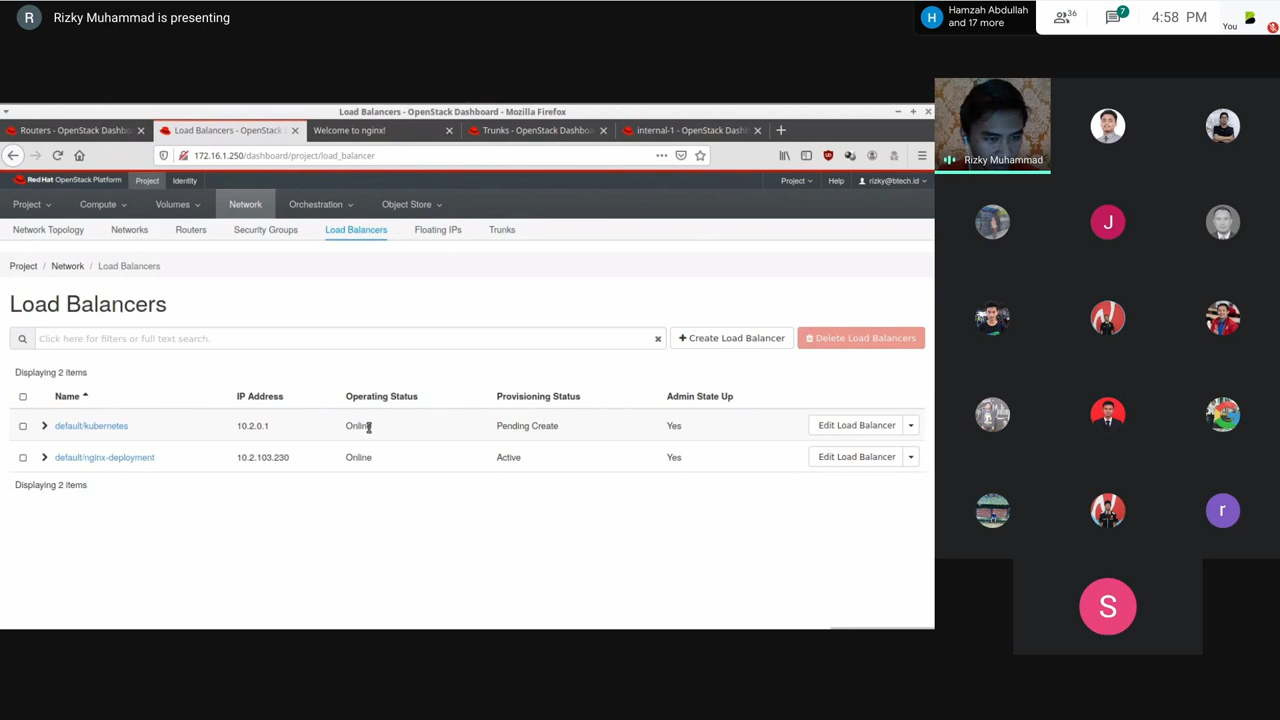 R Rizky Muhammad is presenting
H Hamzah Abdullah and 17 more
36
7
4:58 PM
You
Load Balancers - OpenStack Dashboard - Mozilla Firefox
Routers - OpenStack Dashbo
Load Balancers - OpenStack
Welcome to nginx!
Trunks - OpenStack Dashboa
internal-1 - OpenStack Dashb
172.16.1.250/dashboard/project/load_balancer
Red Hat OpenStack Platform Project Identity Project Help rizky@btech.id
Project Compute Volumes Network Orchestration Object Store
Network Topology Networks Routers Security Groups Load Balancers Floating IPs Trunks
Project / Network / Load Balancers
Load Balancers
Click here for filters or full text search.
Create Load Balancer
Delete Load Balancers
Displaying 2 items
Name IP Address Operating Status Provisioning Status Admin State Up
default/kubernetes 10.2.0.1 Online Pending Create Yes Edit Load Balancer
default/nginx-deployment 10.2.103.230 Online Active Yes Edit Load Balancer
Displaying 2 items
Rizky Muhammad
J
r
S